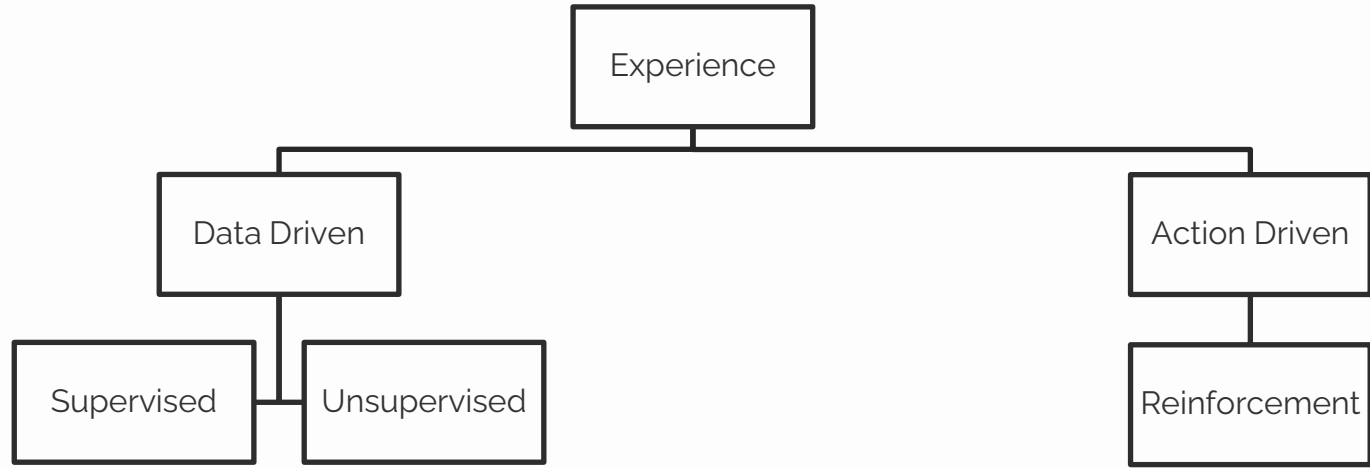 Experience
Data Driven
Action Driven
Supervised
Unsupervised
Reinforcement